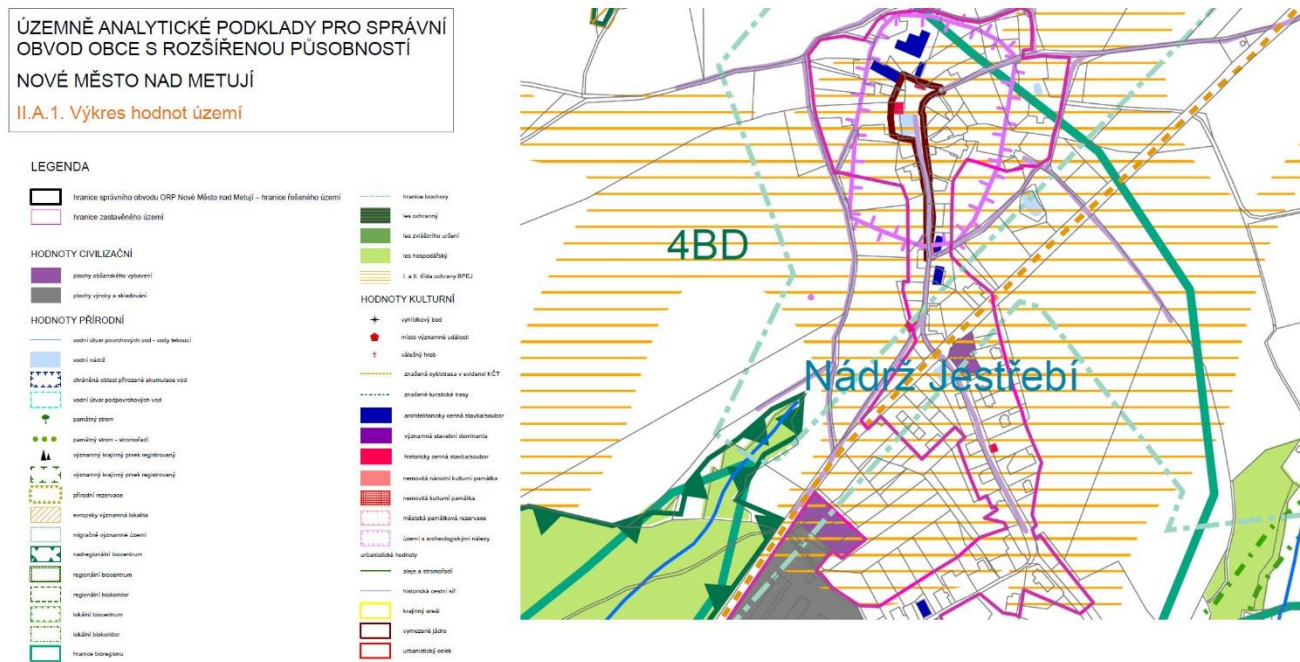 ÚZEMNĚ ANALYTICKÉ PODKLADY PRO SPRÁVNÍ
OBVOD OBCE S ROZŠÍŘENOU PŮSOBNOSTÍ
NOVÉ MĚSTO NAD METUJÍ
II.A.1. Výkres hodnot území
LEGENDA
hranice správního obvodu ORP Nové Město nad Metují – hranice řešeného území
hranice zastavěného území
HODNOTY CIVILIZAČNÍ
plochy občanského vybavení
plochy výroby a skladování
HODNOTY PŘÍRODNÍ
vodní útvar povrchových vod - vody tekoucí
vodní nádrž
chráněná oblast přirozené akumulace vod
vodní útvar podpovrchových vod
památný strom
památný strom - stromořadí
významný krajinný prvek registrovaný
významný krajinný prvek registrovaný
přírodní rezervace
evropsky významná lokalita
migračně významné území
nadregionální biocentrum
regionální biocentrum
regionální biokoridor
lokální biocentrum
lokální biokoridor
hranice bioregionu
hranice biochory
les ochranný
les zvláštního určení
les hospodářský
I. a II. třída ochrany BPEJ
HODNOTY KULTURNÍ
vyhlídkový bod
místo významné události
válečný hrob
značená cyklotrasa v evidenci KČT
značené turistické trasy
architektonicky cenná stavba/soubor
významná stavební dominanta
historicky cenná stavba/soubor
nemovitá národní kulturní památka
nemovitá kulturní památka
městská památková rezervace
území s archeologickými nálezy
urbanistické hodnoty
aleje a stromořadí
historická cestní síť
krajinný areál
vymezené jádro
urbanistický celek
4BD
Nádrž Jestřebí